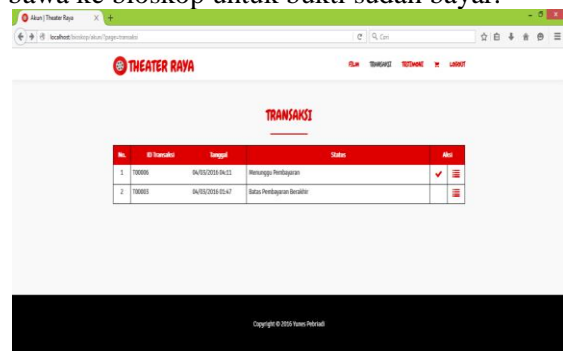 bawa ke bioskop untuk bukti sudah bayar.
Akun | Theater Raya
localhost/bioskop/akun/?page=transaksi
Cari
THEATER RAYA
FILM TRANSAKSI TESTIMONI LOGOUT
TRANSAKSI
No. ID Transaksi Tanggal Status Aksi
1 T00006 04/03/2016 04:11 Menunggu Pembayaran
2 T00003 04/03/2016 01:47 Batas Pembayaran Berakhir
Copyright © 2016 Yunes Pebriadi